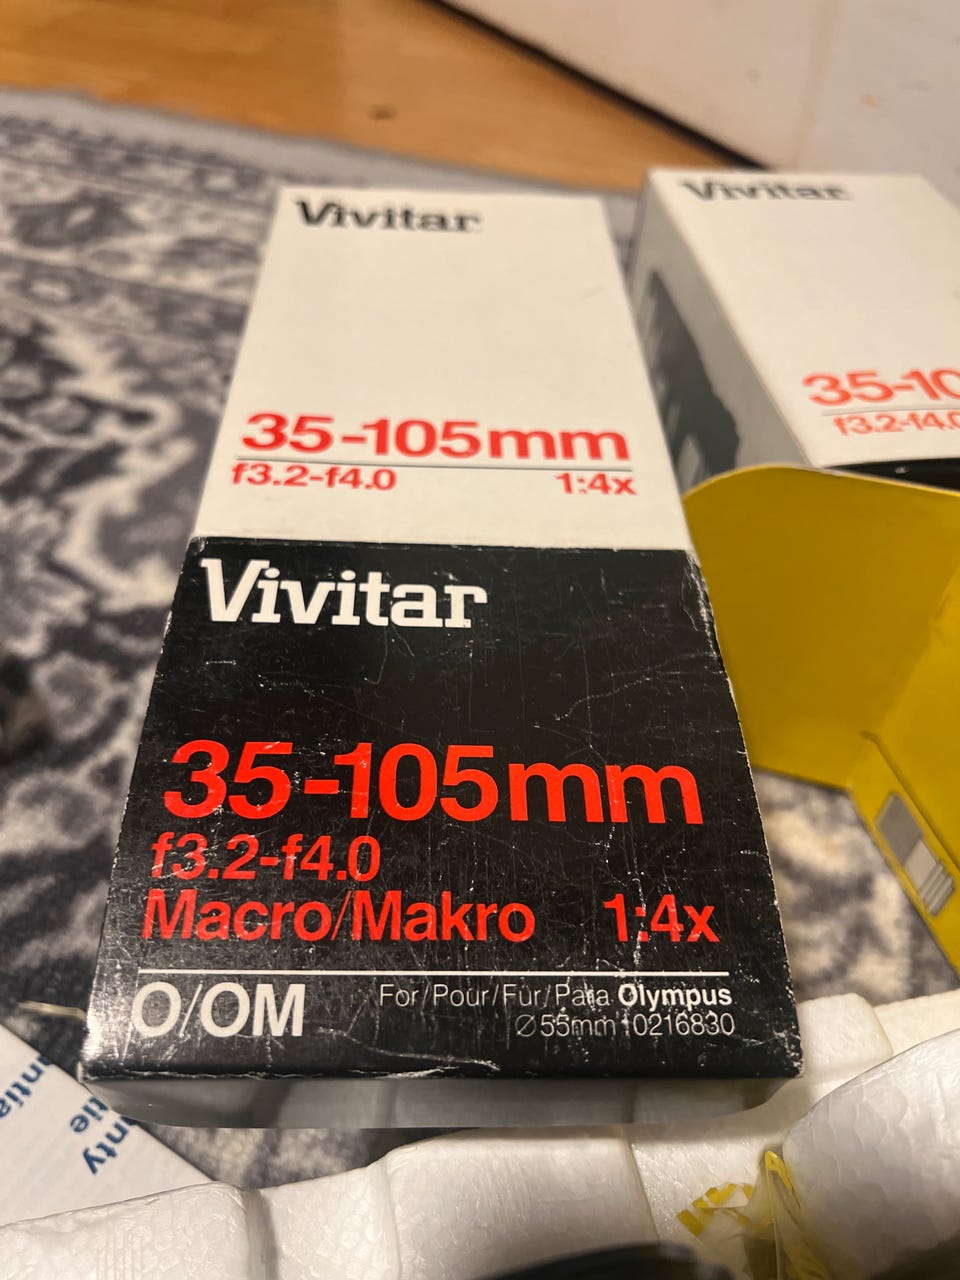 Vivitar
35-105mm
f3.2-f4.0 1:4x
Vivitar
35-105mm
f3.2-f4.0
Macro/Makro 1:4x
O/OM For/Pour/Für/Para Olympus
∅55mm 10216830
Vivitar
35-10
f3.2-f4.0